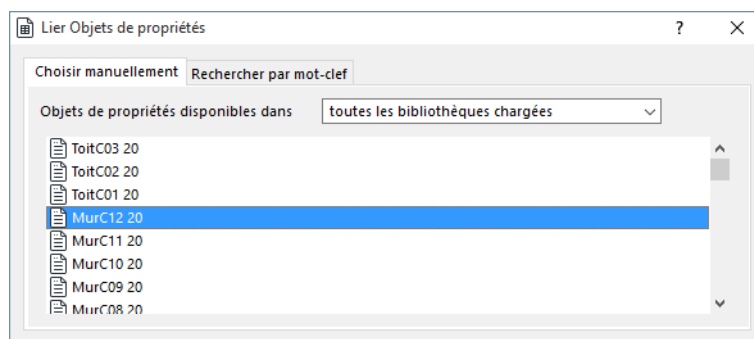 Lier Objets de propriétés ?
Choisir manuellement Rechercher par mot-clef
Objets de propriétés disponibles dans toutes les bibliothèques chargées
ToitC03 20
ToitC02 20
ToitC01 20
MurC12 20
MurC11 20
MurC10 20
MurC09 20
MurC08 20